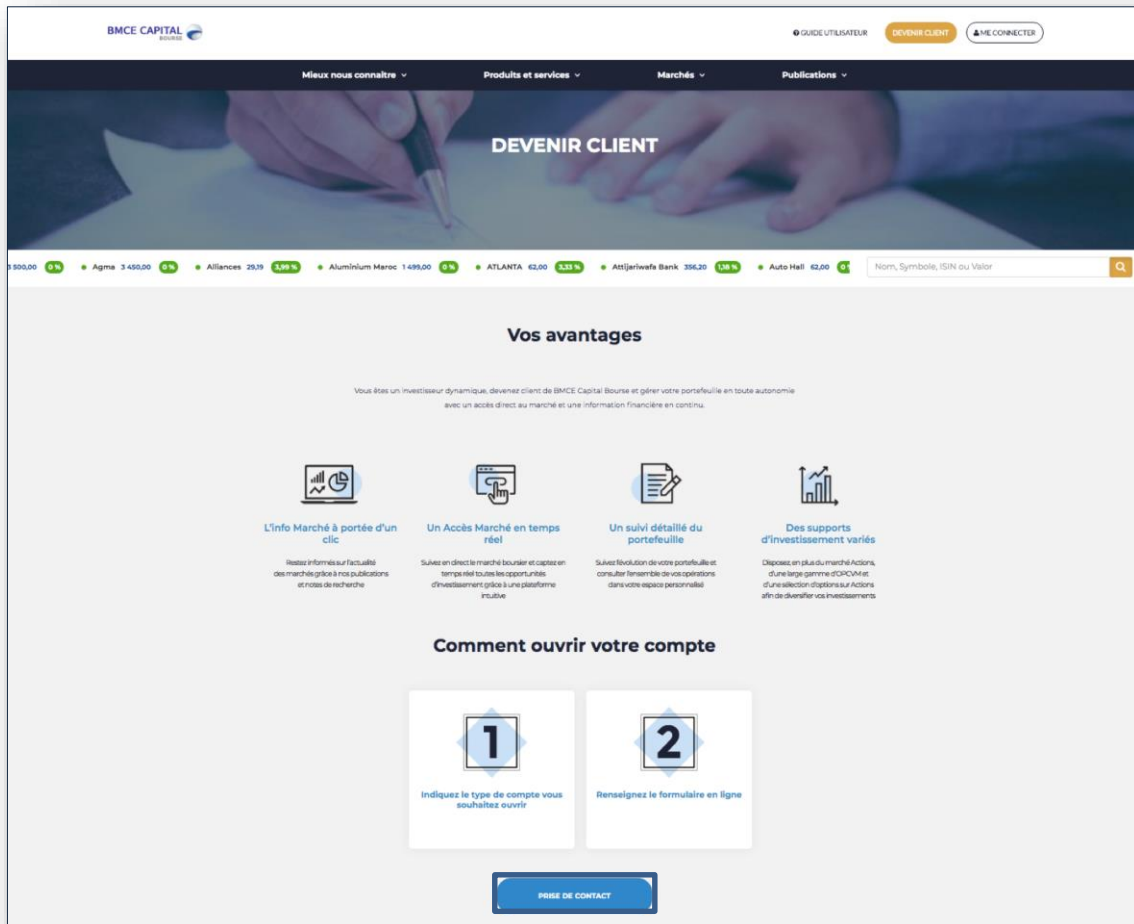 BMCE CAPITAL
BOURSE
GUIDE UTILISATEUR
DEVENIR CLIENT
ME CONNECTER
Mieux nous connaitre
Produits et services
Marchés
Publications
DEVENIR CLIENT
500,00 0 % Agma 3 450,00 0 % Alliances 29,19 3,99 % Aluminium Maroc 1 499,00 0 % ATLANTA 62,00 3,33 % Attijariwafa Bank 356,20 1,18 % Auto Hall 62,00
Nom, Symbole, ISIN ou Valor
Vos avantages
Vous êtes un investisseur dynamique, devenez client de BMCE Capital Bourse et gérer votre portefeuille en toute autonomie
avec un accès direct au marché et une information financière en continu.
L'info Marché à portée d'un
clic
Restez informés sur l'actualité
des marchés grâce à nos publications
et notes de recherche
Un Accès Marché en temps
réel
Suivez en direct le marché boursier et captez en
temps réel toutes les opportunités
d'investissement grâce à une plateforme
intuitive
Un suivi détaillé du
portefeuille
Suivez l'évolution de votre portefeuille et
consulter l'ensemble de vos opérations
dans votre espace personnalisé
Des supports
d'investissement variés
Disposez, en plus du marché Actions,
d'une large gamme d'OPCVM et
d'une sélection d'options sur Actions
afin de diversifier vos investissements
Comment ouvrir votre compte
1
Indiquez le type de compte vous
souhaitez ouvrir
2
Renseignez le formulaire en ligne
PRISE DE CONTACT